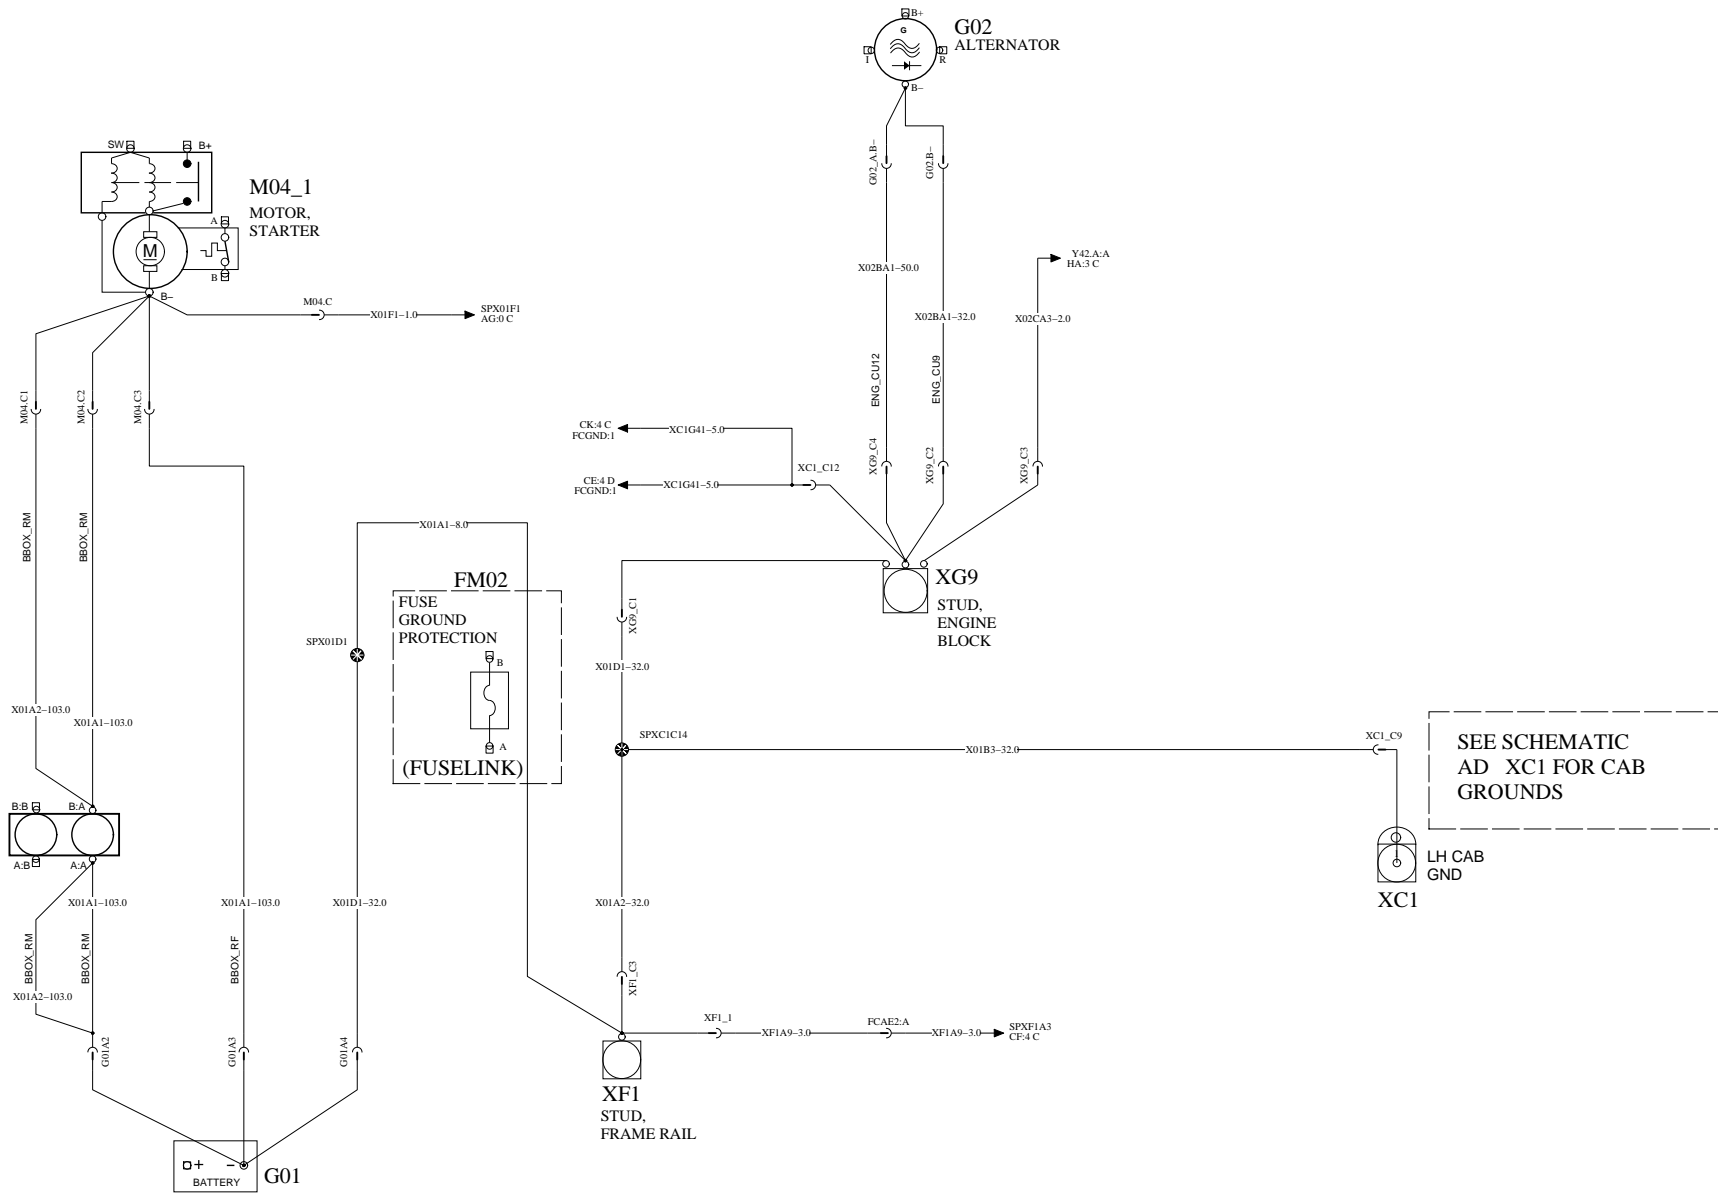 B+
G02
ALTERNATOR
G
I
R
B−
SW
B+
M04_1
MOTOR,
STARTER
A
M
B
B−
G02_A.B−
G02.B−
M04.C
X01F1−1.0
SPX01F1
AG:0 C
X02BA1−50.0
X02BA1−32.0
Y42.A:A
HA:3 C
X02CA3−2.0
ENG_CU12
ENG_CU9
M04.C1
M04.C2
M04.C3
CK:4 C
FCGND:1
XC1G41−5.0
XG9_C4
XG9_C2
XG9_C3
XC1_C12
CE:4 D
FCGND:1
XC1G41−5.0
BBOX_RM
BBOX_RM
X01A1−8.0
FM02
FUSE
GROUND
PROTECTION
B
A
(FUSELINK)
XG9
STUD,
ENGINE
BLOCK
XG9_C1
SPX01D1
X01D1−32.0
X01A2−103.0
X01A1−103.0
SPXC1C14
X01B3−32.0
XC1_C9
SEE SCHEMATIC
AD XC1 FOR CAB
GROUNDS
B:B
B:A
A:B
A:A
LH CAB
GND
XC1
X01A1−103.0
X01A1−103.0
X01D1−32.0
X01A2−32.0
BBOX_RM
BBOX_RM
BBOX_RF
X01A2−103.0
XF1_C3
XF1_1
XF1A9−3.0
FCAE2:A
XF1A9−3.0
SPXF1A3
CF:4 C
G01A2
G01A3
G01A4
XF1
STUD,
FRAME RAIL
+
−
BATTERY
G01